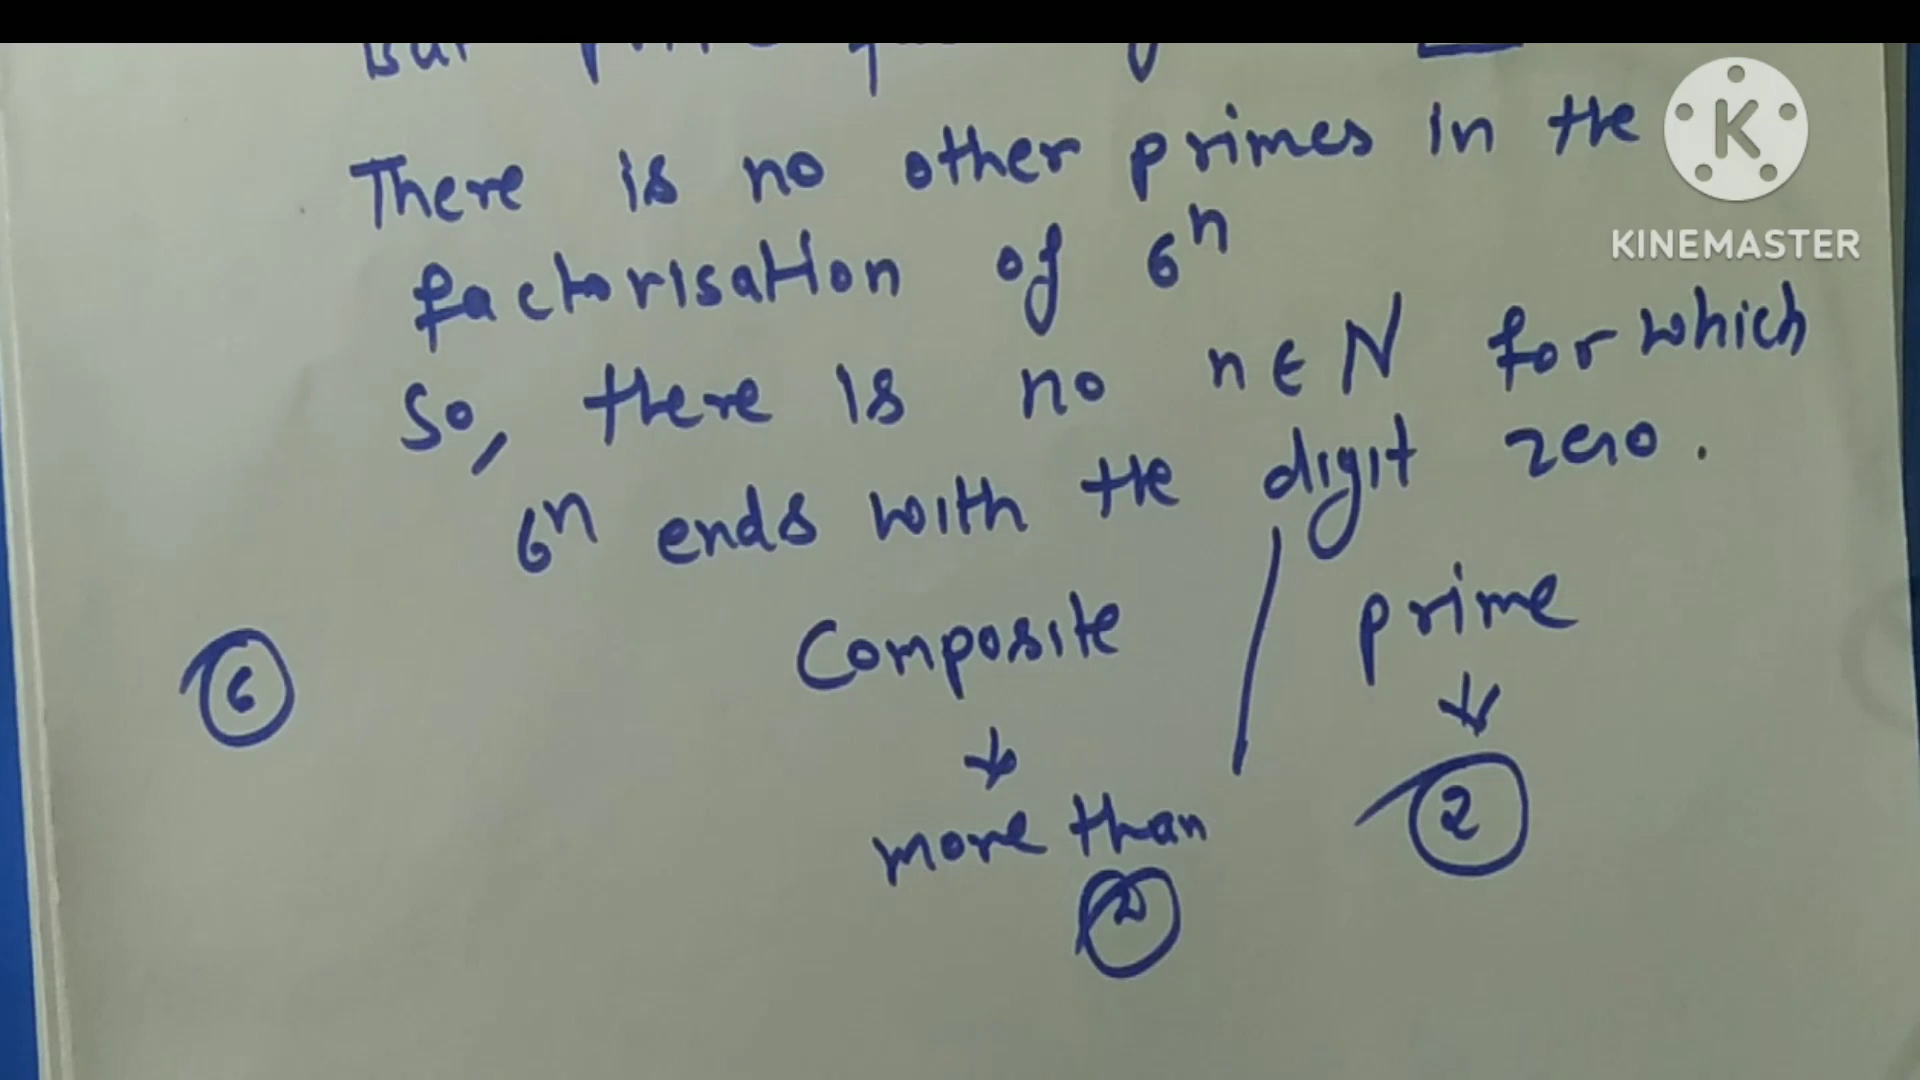 But
There is no other primes in the
factorisation of 6ⁿ
So, there is no n ∈ N for which
6ⁿ ends with the digit zero.
⑥ Composite / prime
↓ ↓
more than ②
②
K
KINEMASTER